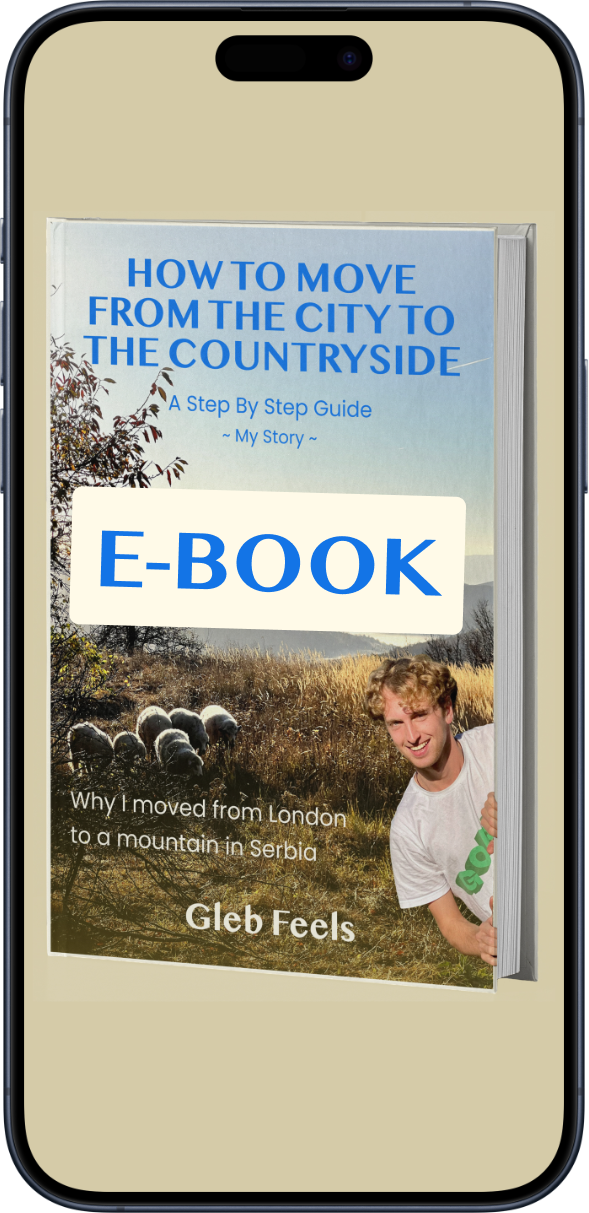 HOW TO MOVE
FROM THE CITY TO
THE COUNTRYSIDE
A Step By Step Guide
~ My Story ~
E-BOOK
Why I moved from London
to a mountain in Serbia
Gleb Feels